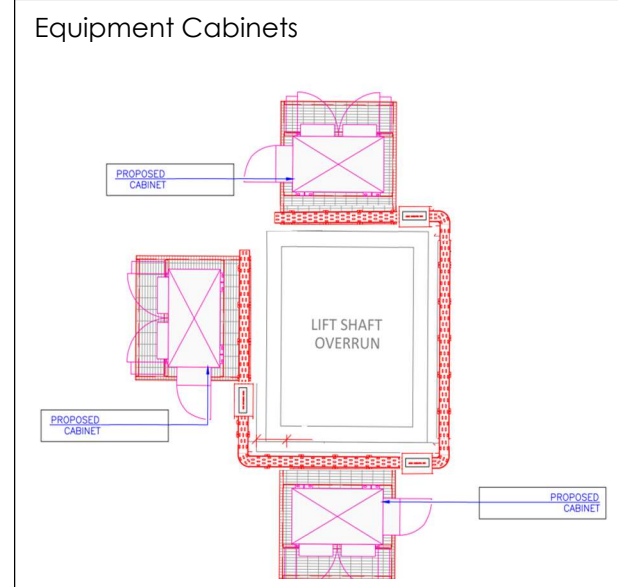 Equipment Cabinets
PROPOSED
CABINET
LIFT SHAFT
OVERRUN
PROPOSED
CABINET
PROPOSED
CABINET